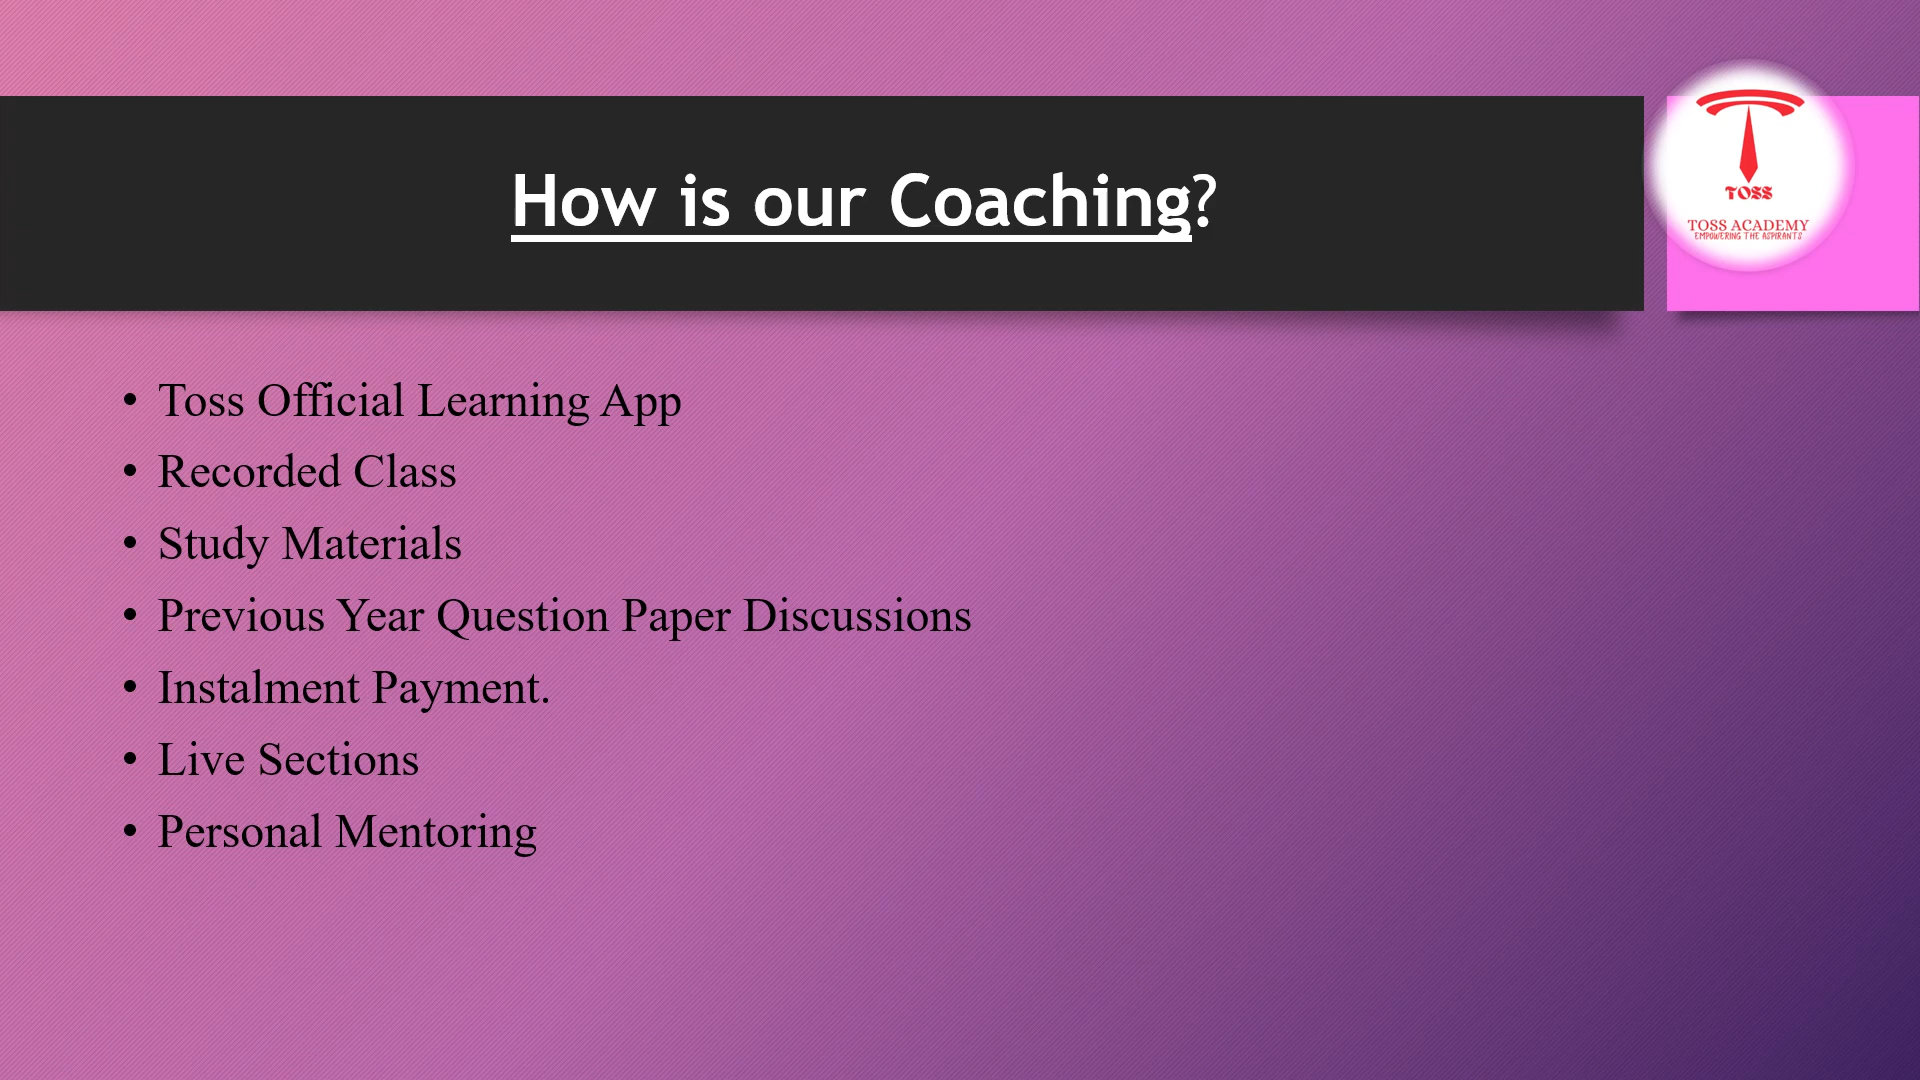 How is our Coaching?
TOSS
TOSS ACADEMY
EMPOWERING THE ASPIRANTS
• Toss Official Learning App
• Recorded Class
• Study Materials
• Previous Year Question Paper Discussions
• Instalment Payment.
• Live Sections
• Personal Mentoring